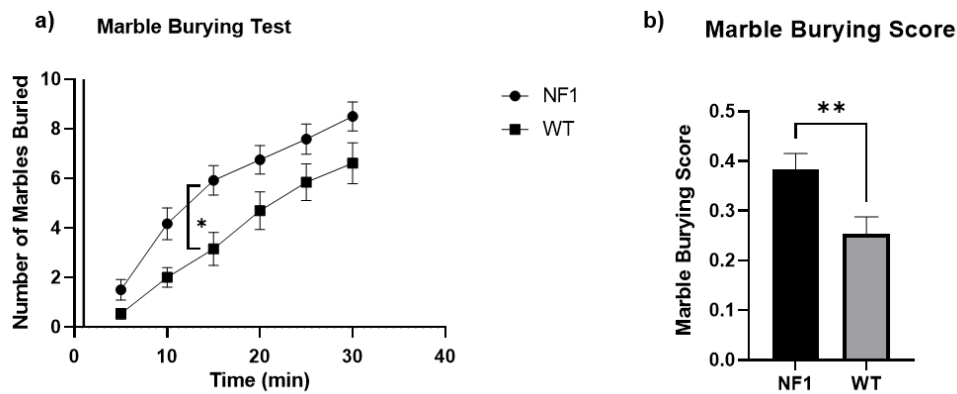 a) Marble Burying Test
Number of Marbles Buried
10
8
6
4
2
0
*
0 10 20 30 40
Time (min)
NF1
WT
b) Marble Burying Score
Marble Burying Score
0.5
0.4
0.3
0.2
0.1
0.0
**
NF1 WT